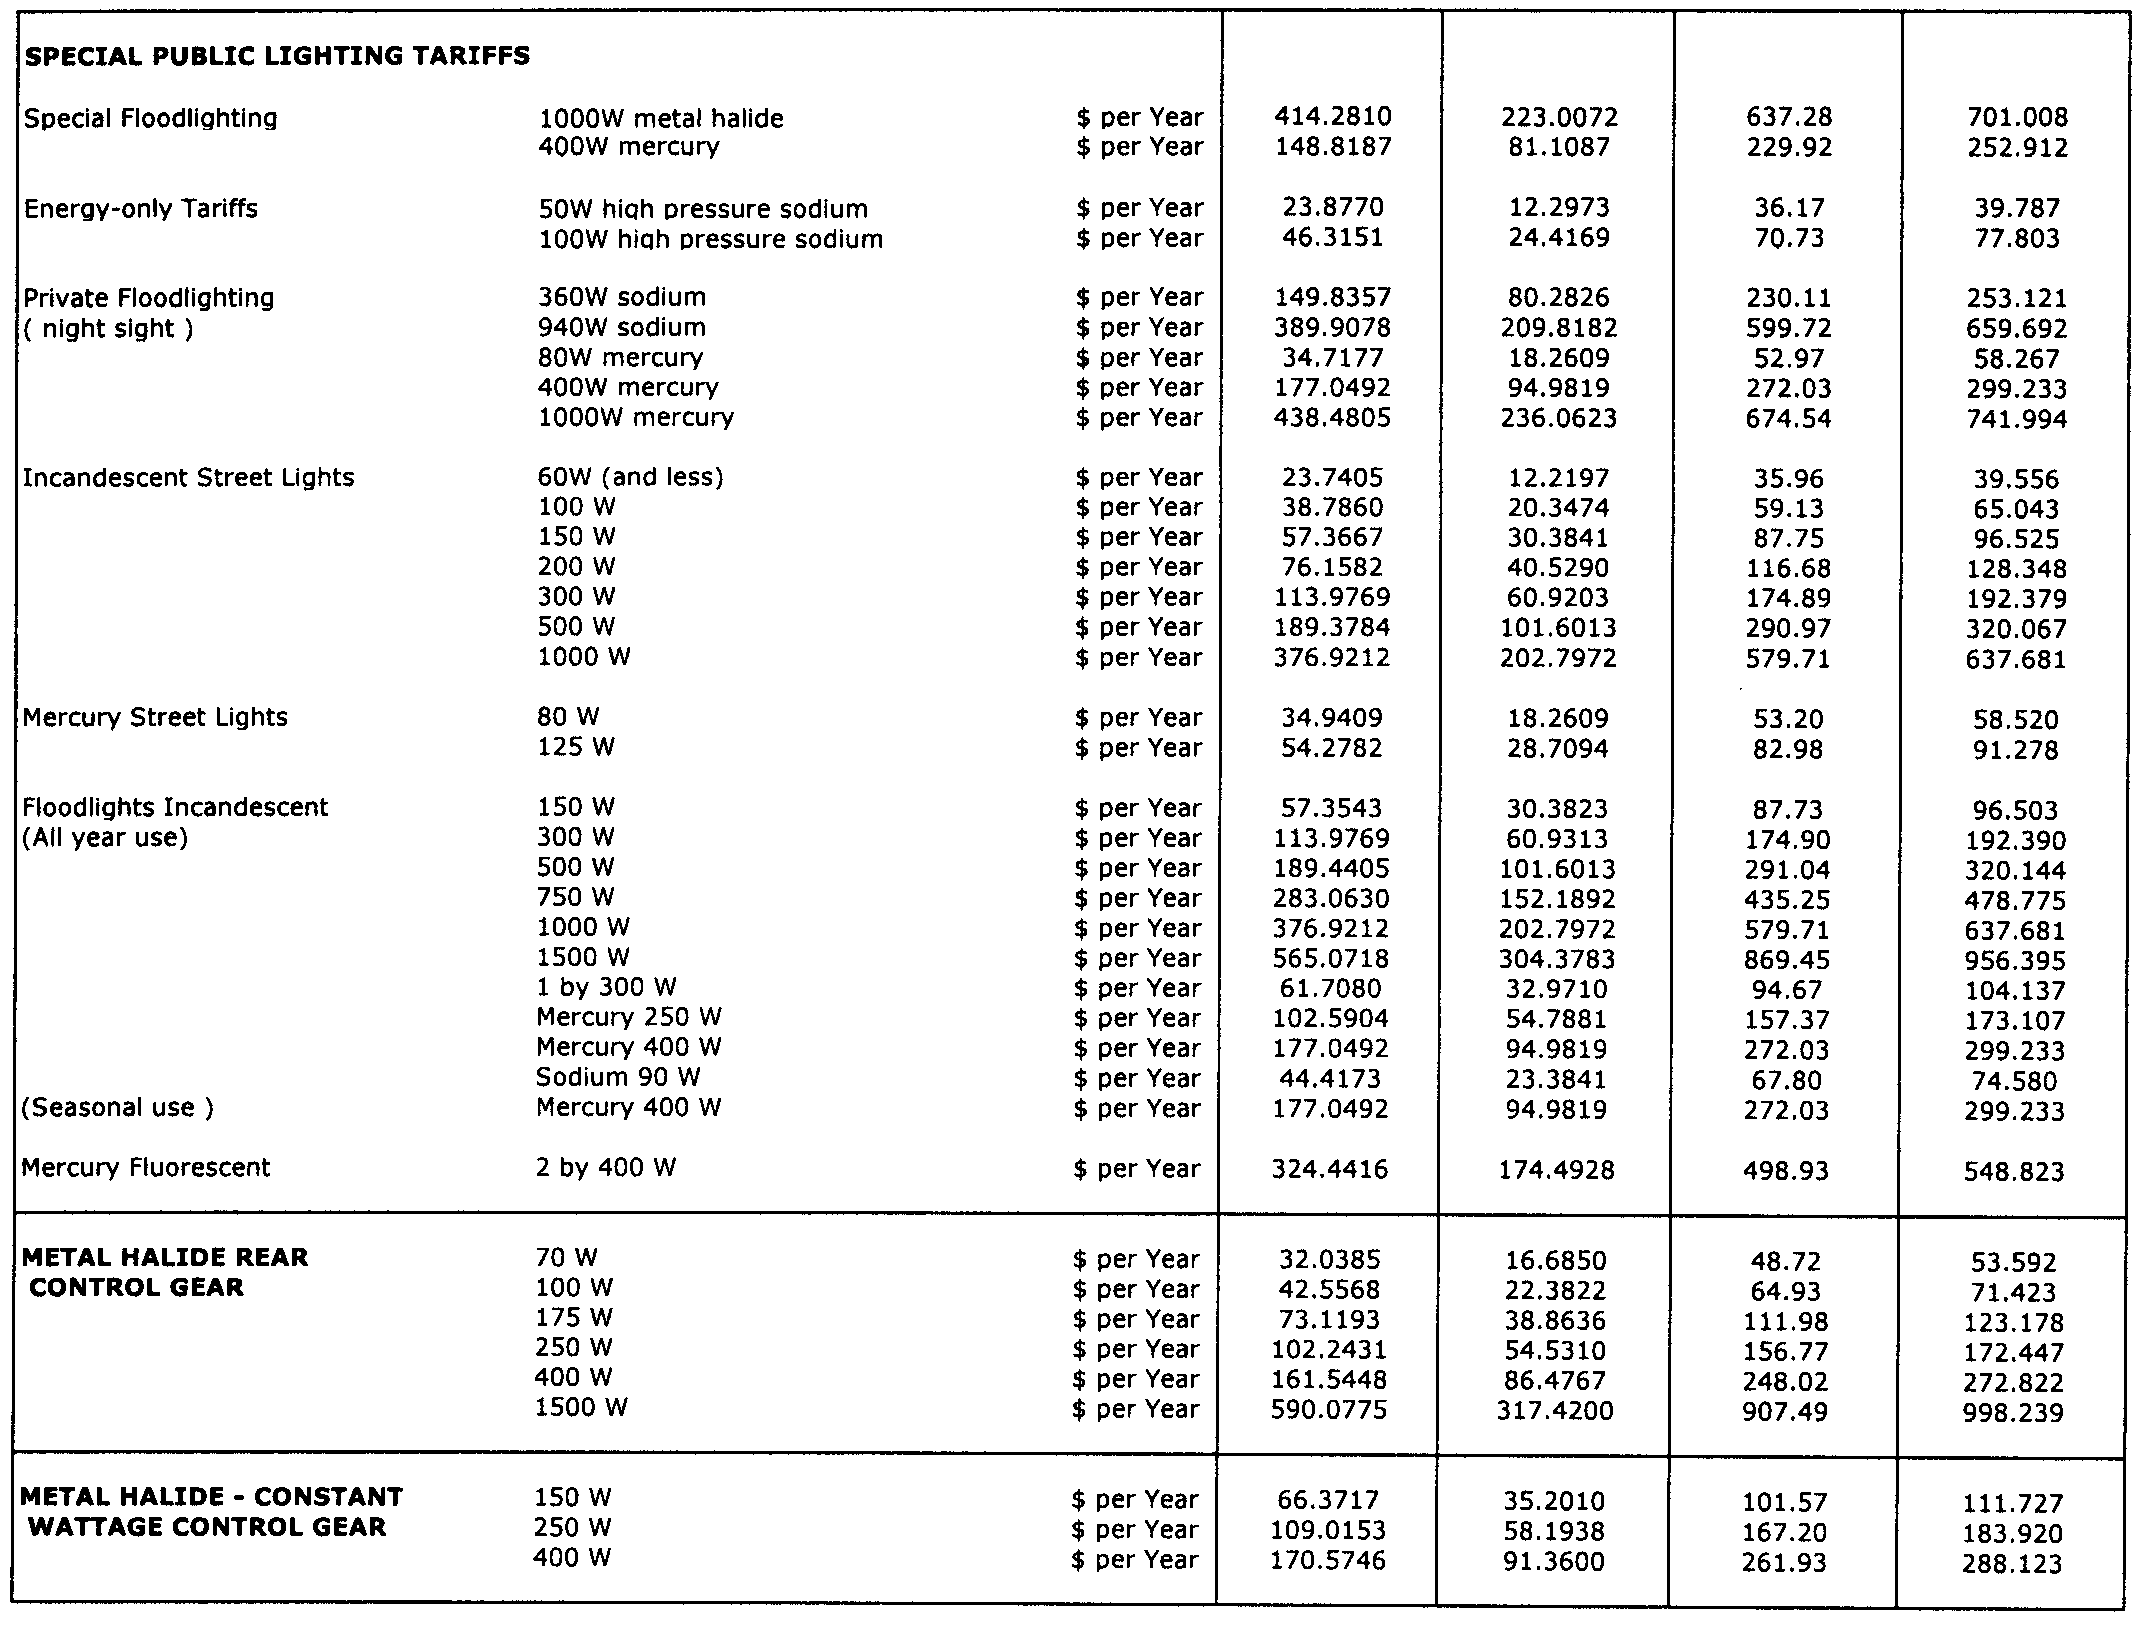 SPECIAL PUBLIC LIGHTING TARIFFS
Special Floodlighting 1000W metal halide $ per Year 414.2810 223.0072 637.28 701.008
400W mercury $ per Year 148.8187 81.1087 229.92 252.912
Energy-only Tariffs 50W high pressure sodium $ per Year 23.8770 12.2973 36.17 39.787
100W high pressure sodium $ per Year 46.3151 24.4169 70.73 77.803
Private Floodlighting 360W sodium $ per Year 149.8357 80.2826 230.11 253.121
( night sight ) 940W sodium $ per Year 389.9078 209.8182 599.72 659.692
80W mercury $ per Year 34.7177 18.2609 52.97 58.267
400W mercury $ per Year 177.0492 94.9819 272.03 299.233
1000W mercury $ per Year 438.4805 236.0623 674.54 741.994
Incandescent Street Lights 60W (and less) $ per Year 23.7405 12.2197 35.96 39.556
100 W $ per Year 38.7860 20.3474 59.13 65.043
150 W $ per Year 57.3667 30.3841 87.75 96.525
200 W $ per Year 76.1582 40.5290 116.68 128.348
300 W $ per Year 113.9769 60.9203 174.89 192.379
500 W $ per Year 189.3784 101.6013 290.97 320.067
1000 W $ per Year 376.9212 202.7972 579.71 637.681
Mercury Street Lights 80 W $ per Year 34.9409 18.2609 53.20 58.520
125 W $ per Year 54.2782 28.7094 82.98 91.278
Floodlights Incandescent 150 W $ per Year 57.3543 30.3823 87.73 96.503
(All year use) 300 W $ per Year 113.9769 60.9313 174.90 192.390
500 W $ per Year 189.4405 101.6013 291.04 320.144
750 W $ per Year 283.0630 152.1892 435.25 478.775
1000 W $ per Year 376.9212 202.7972 579.71 637.681
1500 W $ per Year 565.0718 304.3783 869.45 956.395
1 by 300 W $ per Year 61.7080 32.9710 94.67 104.137
Mercury 250 W $ per Year 102.5904 54.7881 157.37 173.107
Mercury 400 W $ per Year 177.0492 94.9819 272.03 299.233
Sodium 90 W $ per Year 44.4173 23.3841 67.80 74.580
(Seasonal use ) Mercury 400 W $ per Year 177.0492 94.9819 272.03 299.233
Mercury Fluorescent 2 by 400 W $ per Year 324.4416 174.4928 498.93 548.823
METAL HALIDE REAR 70 W $ per Year 32.0385 16.6850 48.72 53.592
CONTROL GEAR 100 W $ per Year 42.5568 22.3822 64.93 71.423
175 W $ per Year 73.1193 38.8636 111.98 123.178
250 W $ per Year 102.2431 54.5310 156.77 172.447
400 W $ per Year 161.5448 86.4767 248.02 272.822
1500 W $ per Year 590.0775 317.4200 907.49 998.239
METAL HALIDE - CONSTANT 150 W $ per Year 66.3717 35.2010 101.57 111.727
WATTAGE CONTROL GEAR 250 W $ per Year 109.0153 58.1938 167.20 183.920
400 W $ per Year 170.5746 91.3600 261.93 288.123